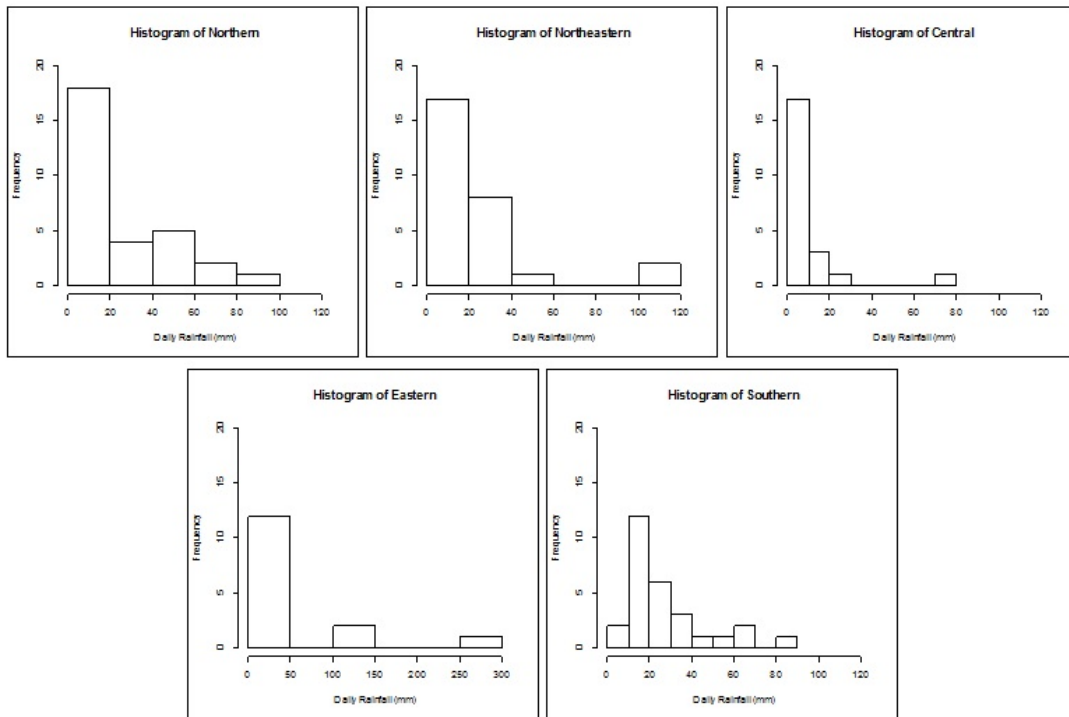 Histogram of Northern
20
15
10
5
0
Frequency
0 20 40 60 80 100 120
Daily Rainfall (mm)
Histogram of Northeastern
20
15
10
5
0
Frequency
0 20 40 60 80 100 120
Daily Rainfall (mm)
Histogram of Central
20
15
10
5
0
Frequency
0 20 40 60 80 100 120
Daily Rainfall (mm)
Histogram of Eastern
20
15
10
5
0
Frequency
0 50 100 150 200 250 300
Daily Rainfall (mm)
Histogram of Southern
20
15
10
5
0
Frequency
0 20 40 60 80 100 120
Daily Rainfall (mm)